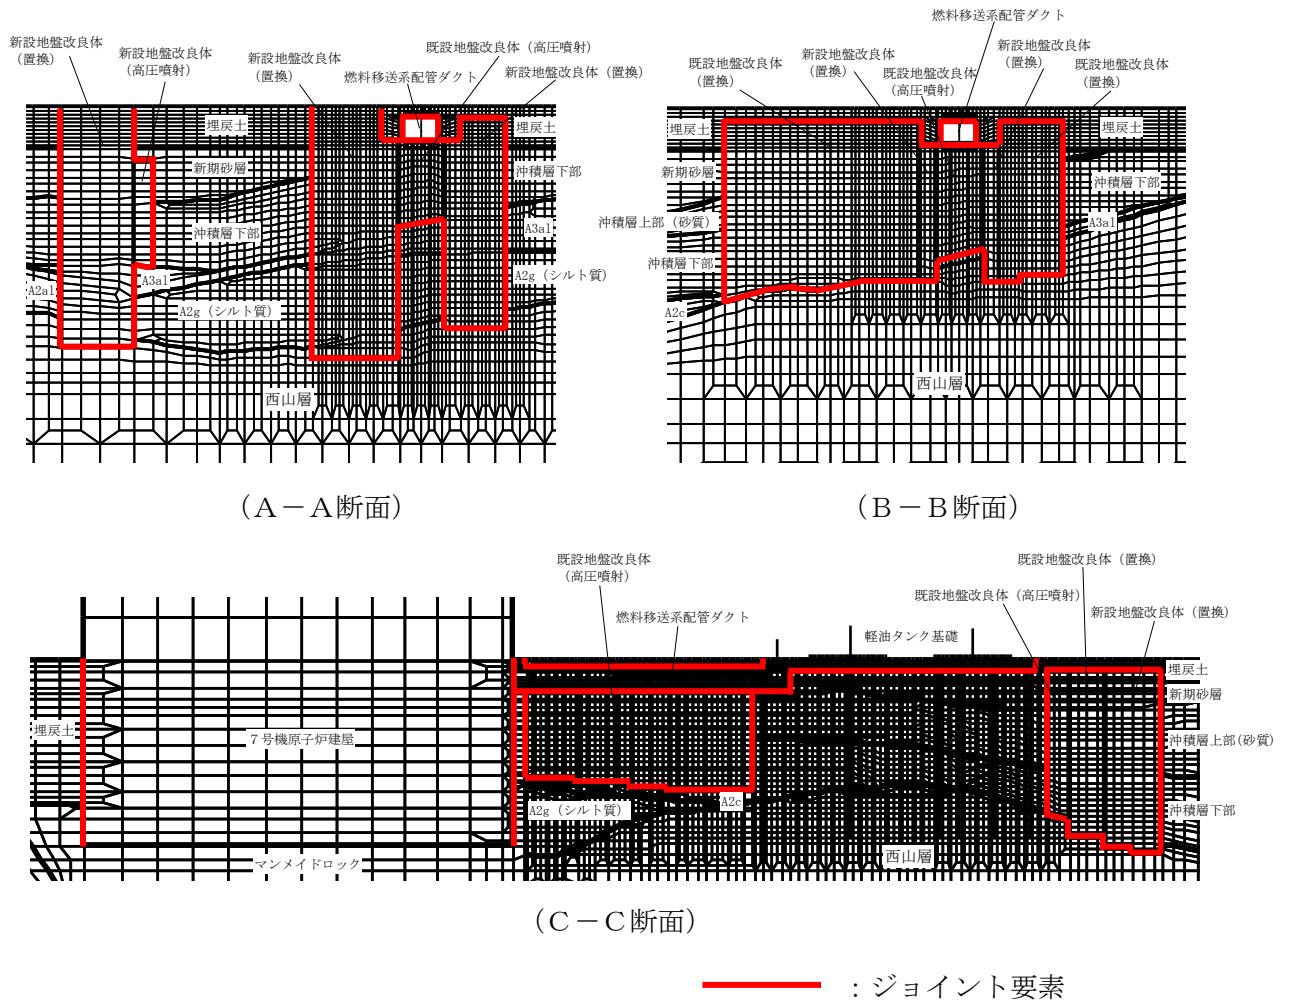 新設地盤改良体
（置換）
新設地盤改良体
（高圧噴射）
新設地盤改良体
（置換）
既設地盤改良体（高圧噴射）
燃料移送系配管ダクト
新設地盤改良体（置換）
埋戻土
埋戻土
新期砂層
沖積層下部
沖積層下部
A3a1
A2a1
A3a1
A2g（シルト質）
A2g（シルト質）
西山層
（Ａ－Ａ断面）
燃料移送系配管ダクト
既設地盤改良体
（置換）
新設地盤改良体
（置換）
既設地盤改良体
（高圧噴射）
新設地盤改良体
（置換）
既設地盤改良体
（置換）
埋戻土
埋戻土
新期砂層
沖積層下部
沖積層上部（砂質）
A3a1
沖積層下部
A2c
西山層
（Ｂ－Ｂ断面）
既設地盤改良体
（高圧噴射）
燃料移送系配管ダクト
既設地盤改良体（置換）
既設地盤改良体（高圧噴射）
新設地盤改良体（置換）
軽油タンク基礎
埋戻土
新期砂層
埋戻土
７号機原子炉建屋
沖積層上部(砂質)
A2g（シルト質）
A2c
沖積層下部
マンメイドロック
西山層
（Ｃ－Ｃ断面）
：ジョイント要素